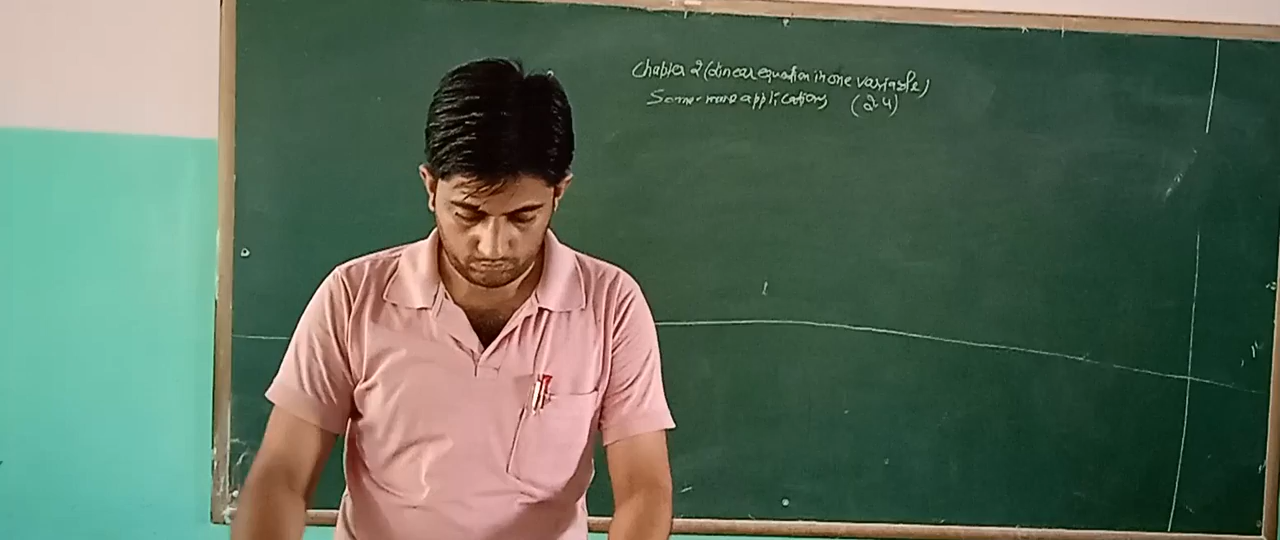 Chapter 2 (Linear equation in one variable)
Some more applications (2.4)